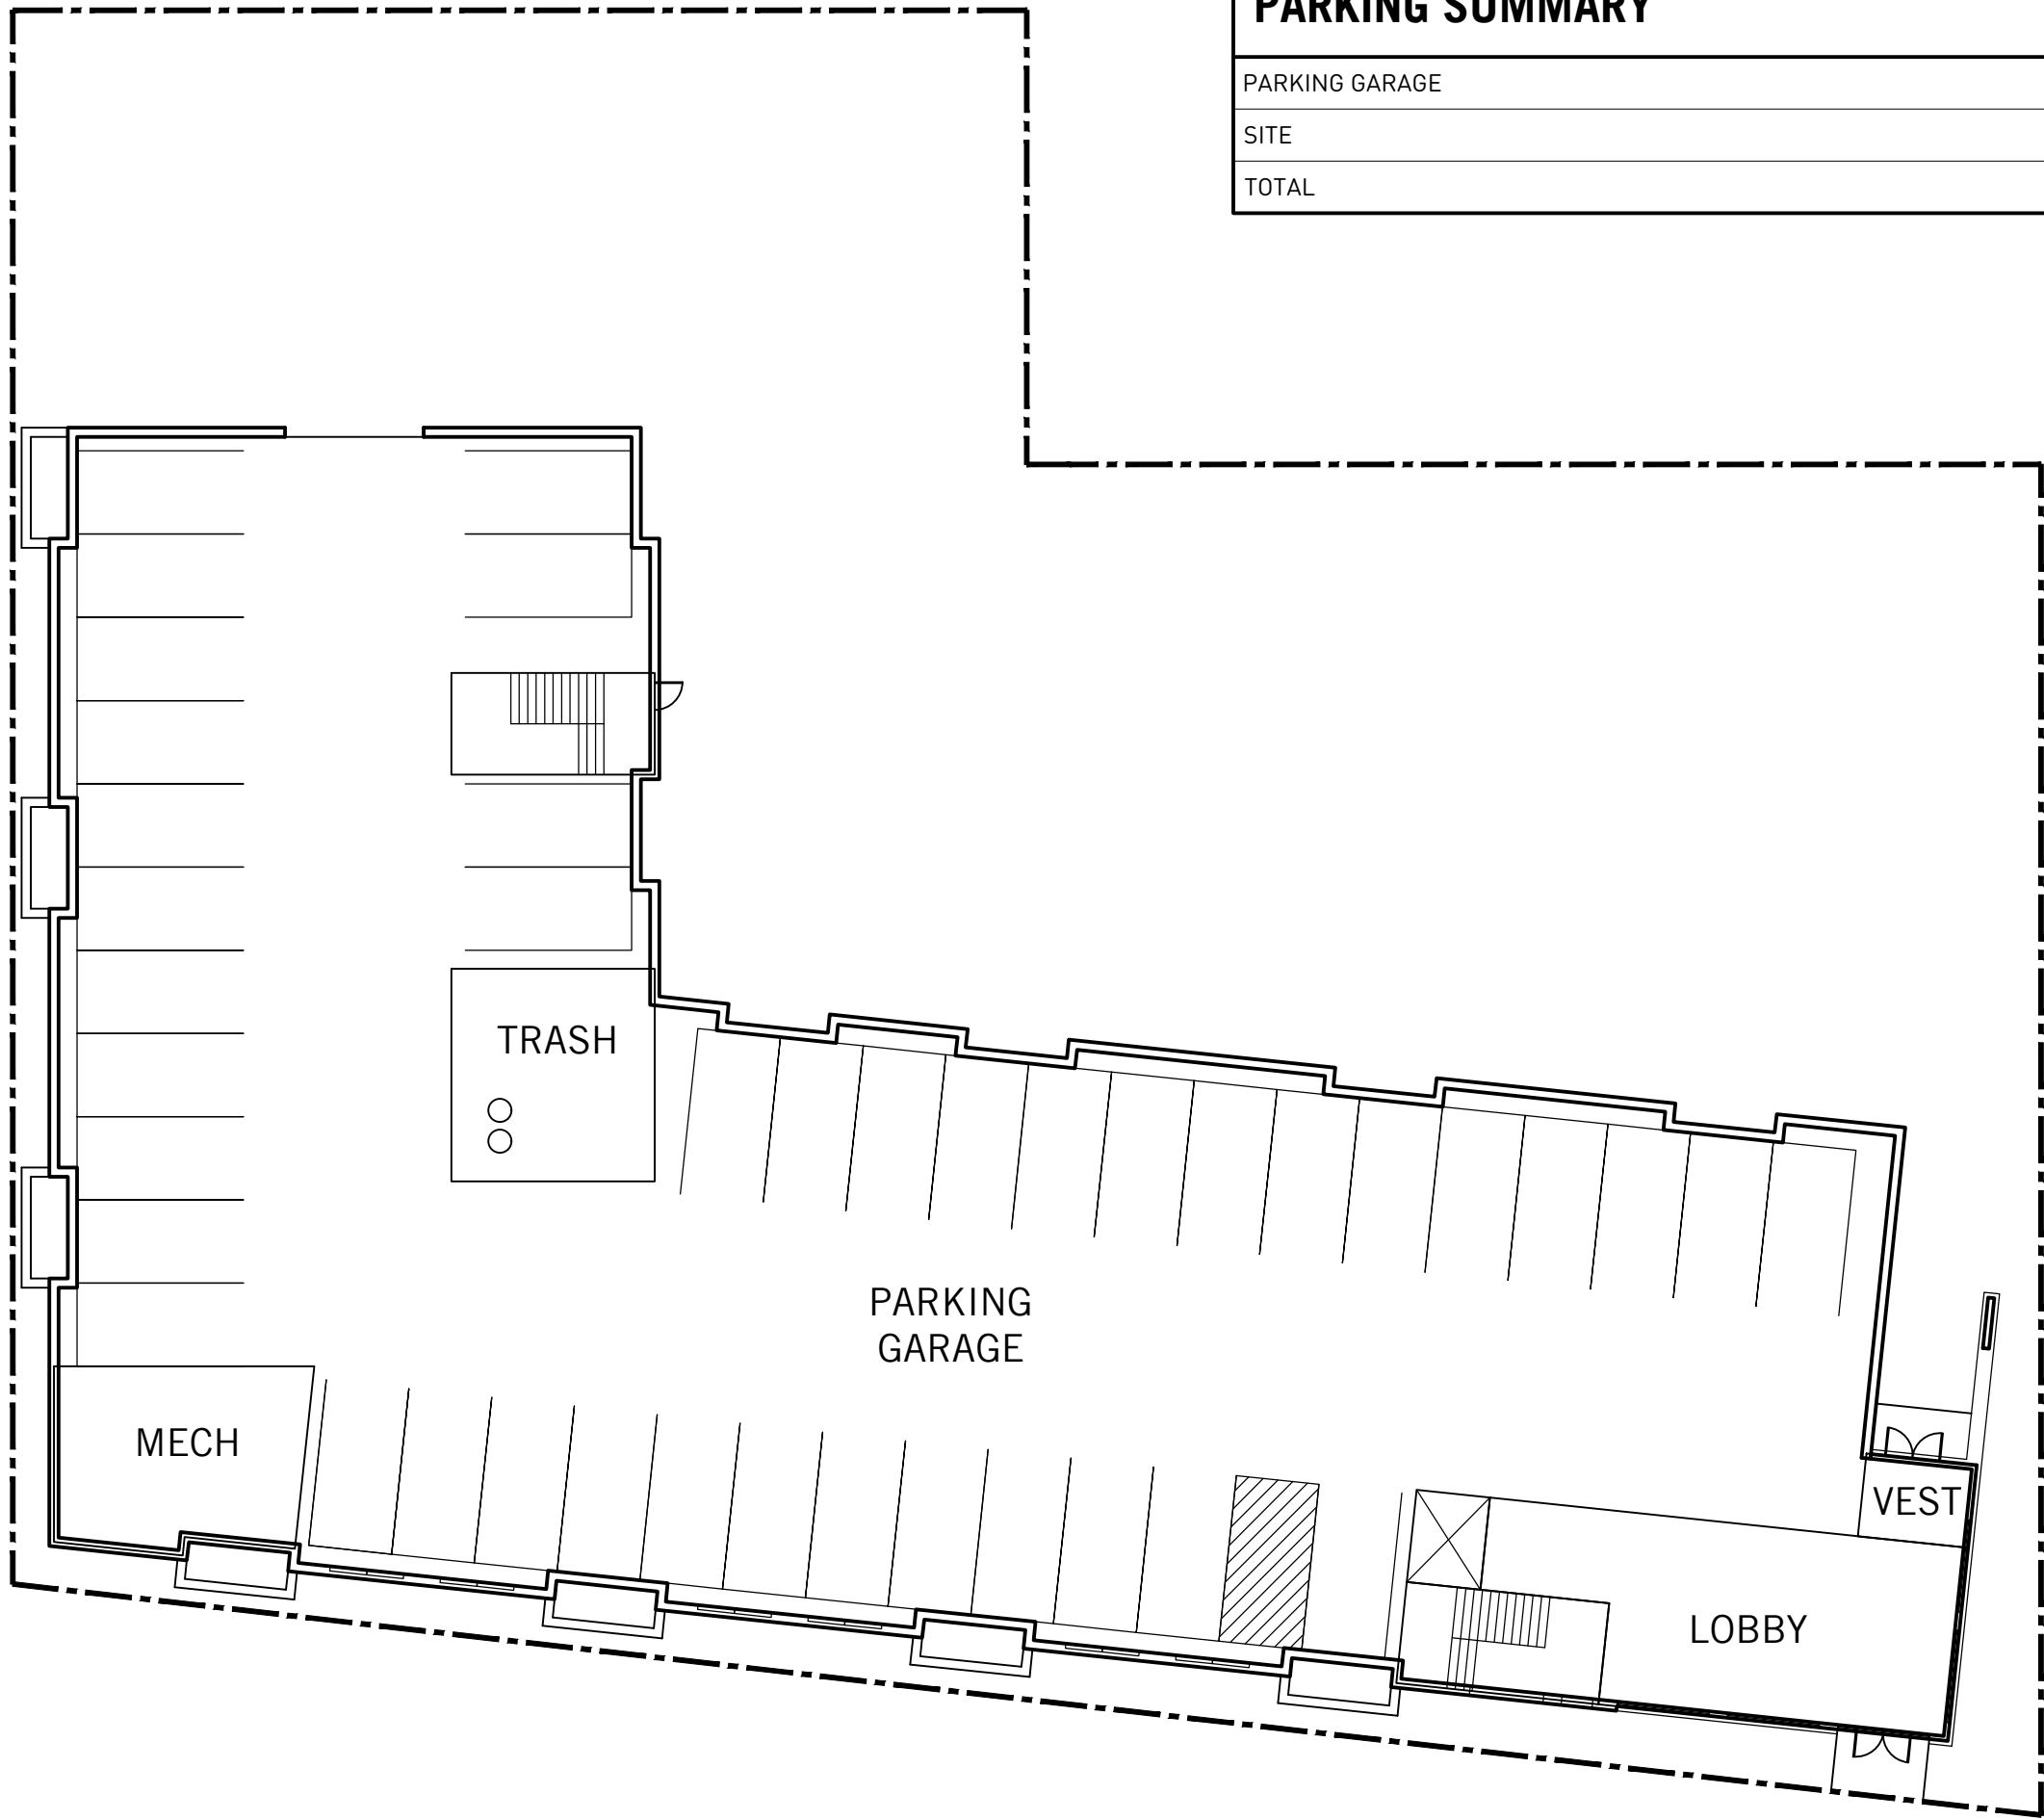 PARKING SUMMARY
PARKING GARAGE
SITE
TOTAL
TRASH
PARKING
GARAGE
MECH
VEST
LOBBY